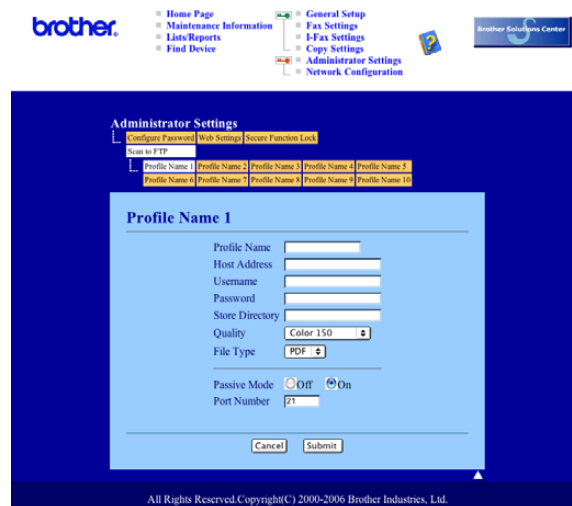 brother.
Home Page
Maintenance Information
Lists/Reports
Find Device
General Setup
Fax Settings
I-Fax Settings
Copy Settings
Administrator Settings
Network Configuration
?
Brother Solutions Center
Administrator Settings
Configure Password Web Settings Secure Function Lock
Scan to FTP
Profile Name 1 Profile Name 2 Profile Name 3 Profile Name 4 Profile Name 5
Profile Name 6 Profile Name 7 Profile Name 8 Profile Name 9 Profile Name 10
Profile Name 1
Profile Name
Host Address
Username
Password
Store Directory
Quality Color 150
File Type PDF
Passive Mode Off On
Port Number 21
Cancel Submit
All Rights Reserved.Copyright(C) 2000-2006 Brother Industries, Ltd.